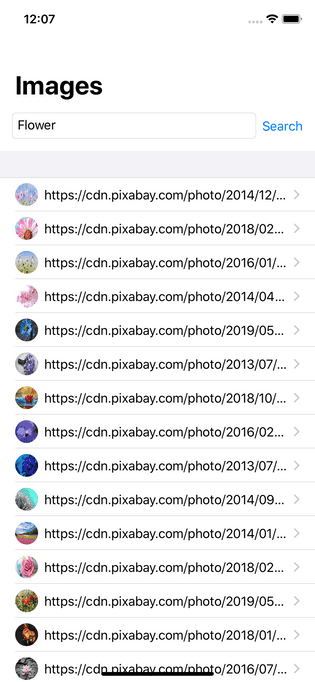 12:07
Images
Flower
Search
https://cdn.pixabay.com/photo/2014/12/...
https://cdn.pixabay.com/photo/2018/02...
https://cdn.pixabay.com/photo/2016/01/...
https://cdn.pixabay.com/photo/2014/04...
https://cdn.pixabay.com/photo/2019/05...
https://cdn.pixabay.com/photo/2013/07/...
https://cdn.pixabay.com/photo/2018/10/...
https://cdn.pixabay.com/photo/2016/02...
https://cdn.pixabay.com/photo/2013/07/...
https://cdn.pixabay.com/photo/2014/09...
https://cdn.pixabay.com/photo/2014/01/...
https://cdn.pixabay.com/photo/2018/02...
https://cdn.pixabay.com/photo/2019/05...
https://cdn.pixabay.com/photo/2018/01/...
https://cdn.pixabay.com/photo/2016/07/...